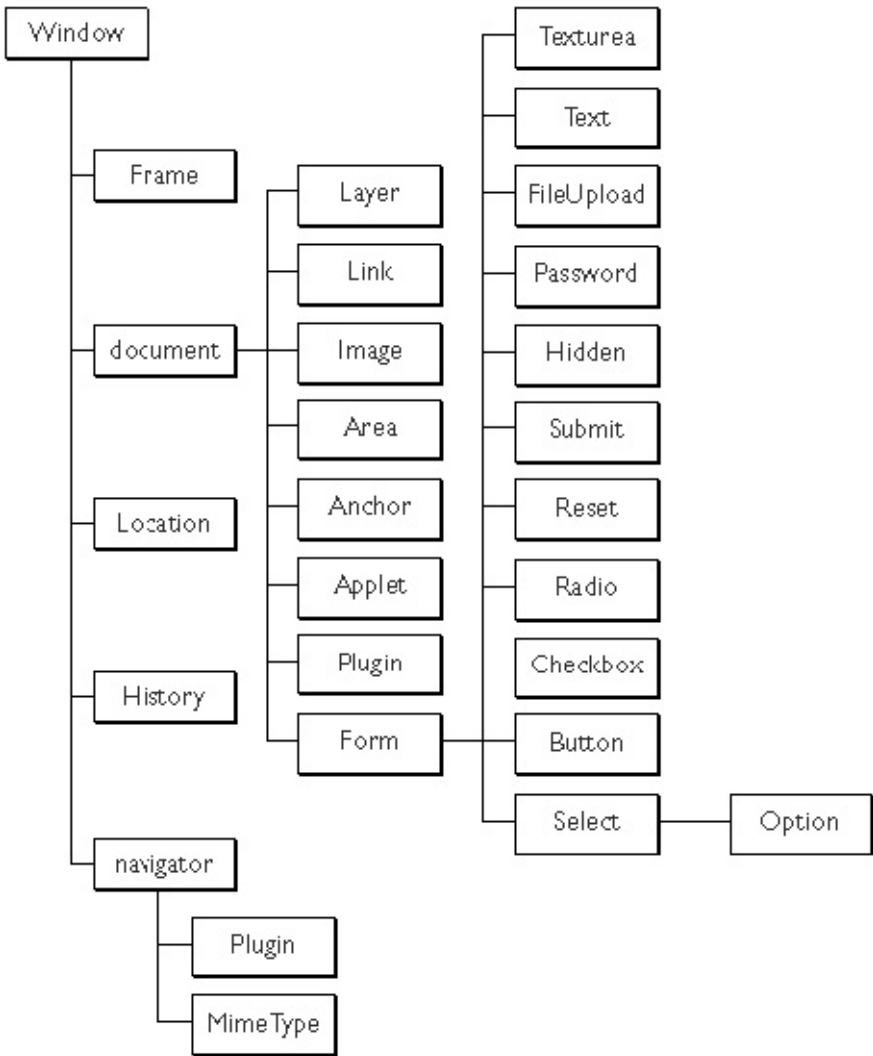 Window
Frame
document
Location
History
navigator
Plugin
MimeType
Layer
Link
Image
Area
Anchor
Applet
Plugin
Form
Texturea
Text
FileUpload
Password
Hidden
Submit
Reset
Radio
Checkbox
Button
Select
Option